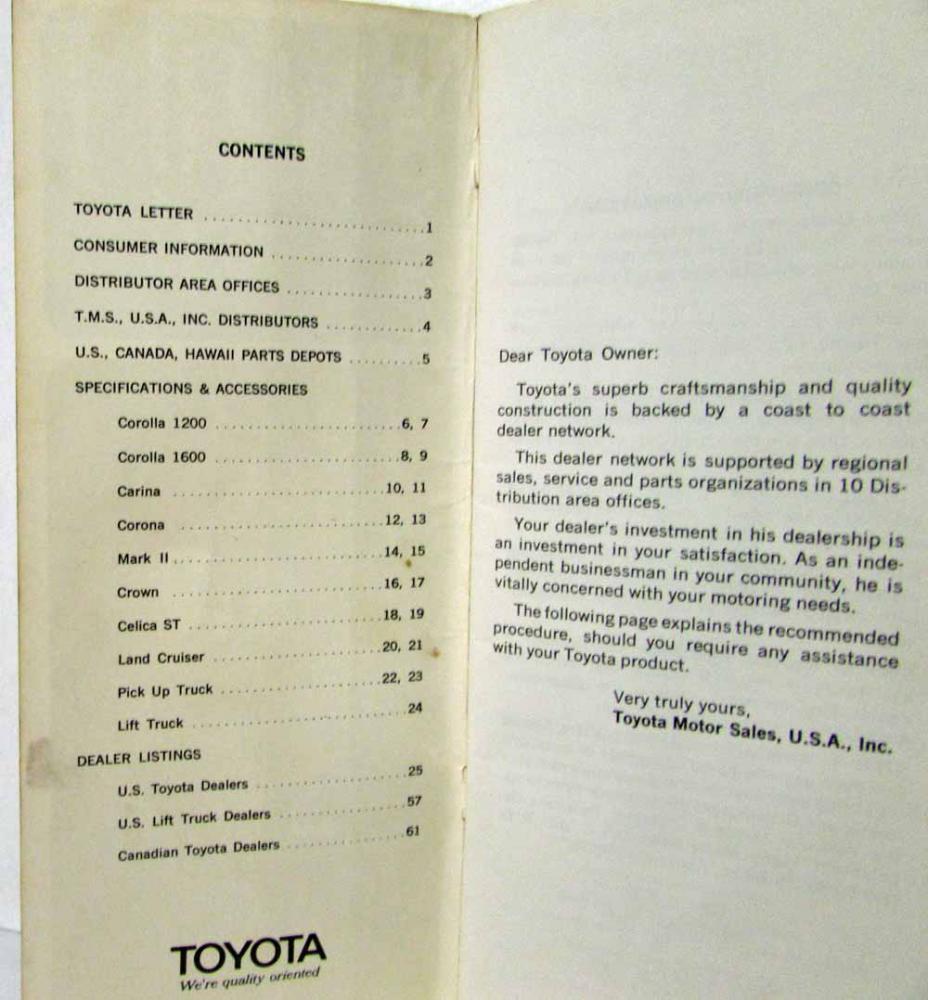 CONTENTS
TOYOTA LETTER ............................1
CONSUMER INFORMATION ....................2
DISTRIBUTOR AREA OFFICES ..................3
T.M.S., U.S.A., INC. DISTRIBUTORS ............4
U.S., CANADA, HAWAII PARTS DEPOTS ..........5
SPECIFICATIONS & ACCESSORIES
Corolla 1200 ........................6, 7
Corolla 1600 ........................8, 9
Carina ...........................10, 11
Corona ..........................12, 13
Mark II ...........................14, 15
Crown ...........................16, 17
Celica ST .........................18, 19
Land Cruiser ......................20, 21
Pick Up Truck .....................22, 23
Lift Truck ...........................24
DEALER LISTINGS
U.S. Toyota Dealers ....................25
U.S. Lift Truck Dealers .................57
Canadian Toyota Dealers ...............61
TOYOTA
We're quality oriented
Dear Toyota Owner:
Toyota's superb craftsmanship and quality
construction is backed by a coast to coast
dealer network.
This dealer network is supported by regional
sales, service and parts organizations in 10 Dis-
tribution area offices.
Your dealer's investment in his dealership is
an investment in your satisfaction. As an inde-
pendent businessman in your community, he is
vitally concerned with your motoring needs.
The following page explains the recommended
procedure, should you require any assistance
with your Toyota product.
Very truly yours,
Toyota Motor Sales, U.S.A., Inc.